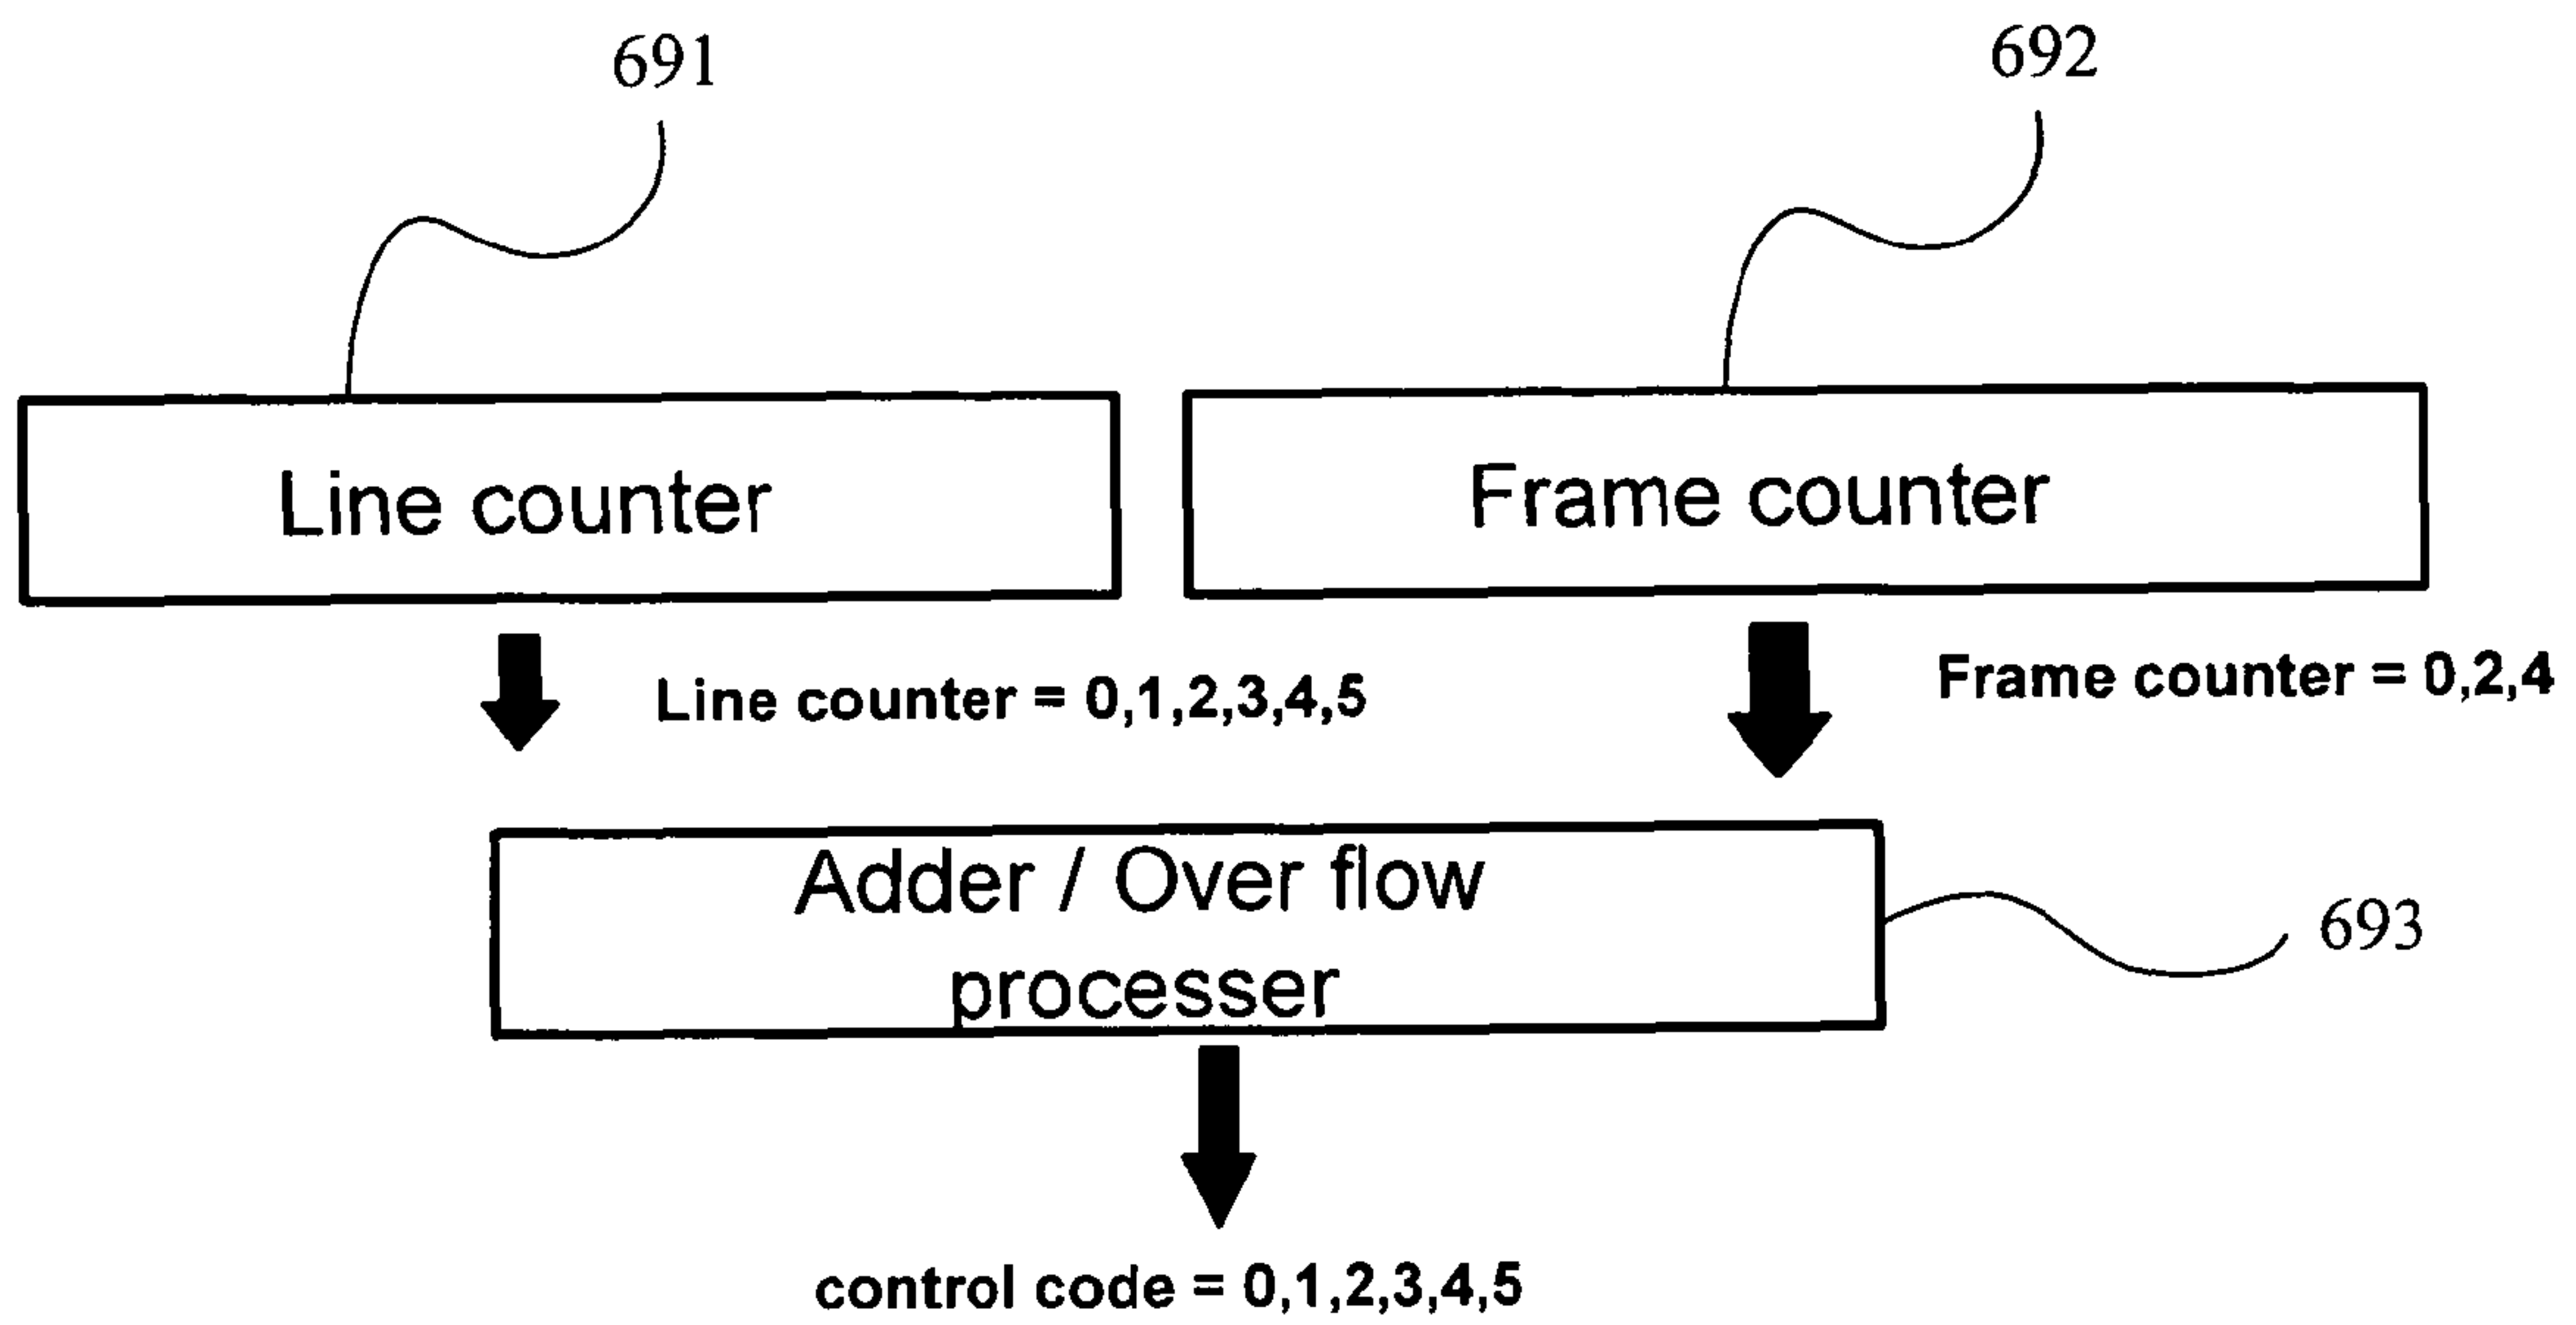 691
692
Line counter
Frame counter
Line counter = 0,1,2,3,4,5
Frame counter = 0,2,4
Adder / Over flow
processer
693
control code = 0,1,2,3,4,5